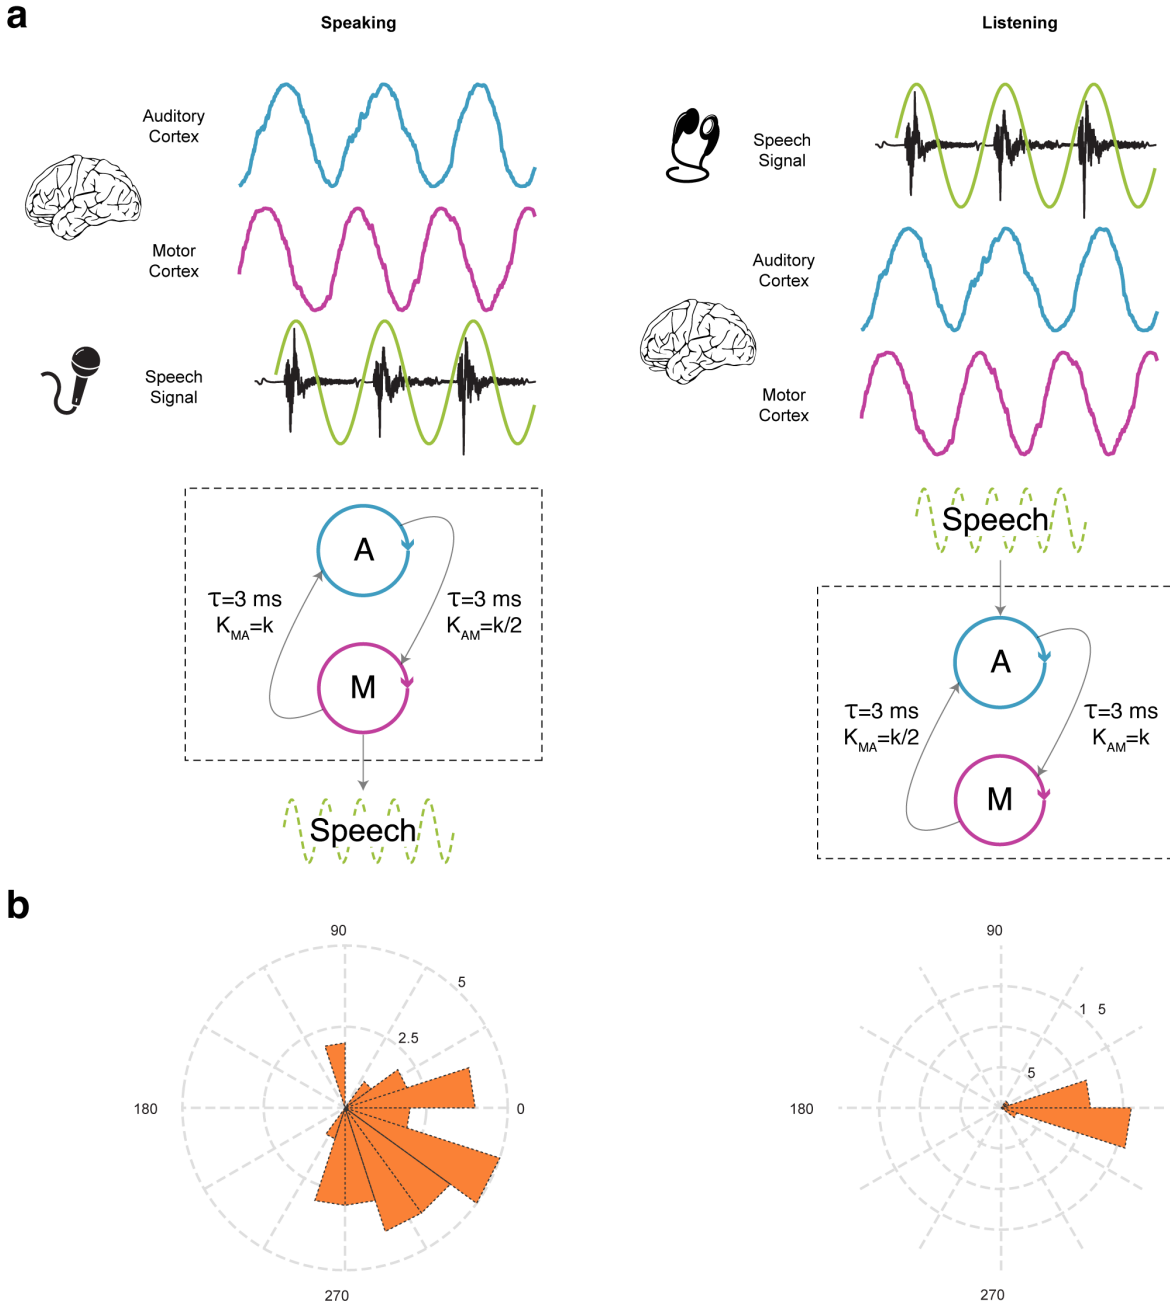 a
Speaking
Auditory
Cortex
Motor
Cortex
Speech
Signal
A
τ=3 ms
K_MA=k
τ=3 ms
K_AM=k/2
M
Speech
Listening
Speech
Signal
Auditory
Cortex
Motor
Cortex
Speech
A
τ=3 ms
K_MA=k/2
τ=3 ms
K_AM=k
M
b
90
5
2.5
180
0
270
90
1 5
5
180
270